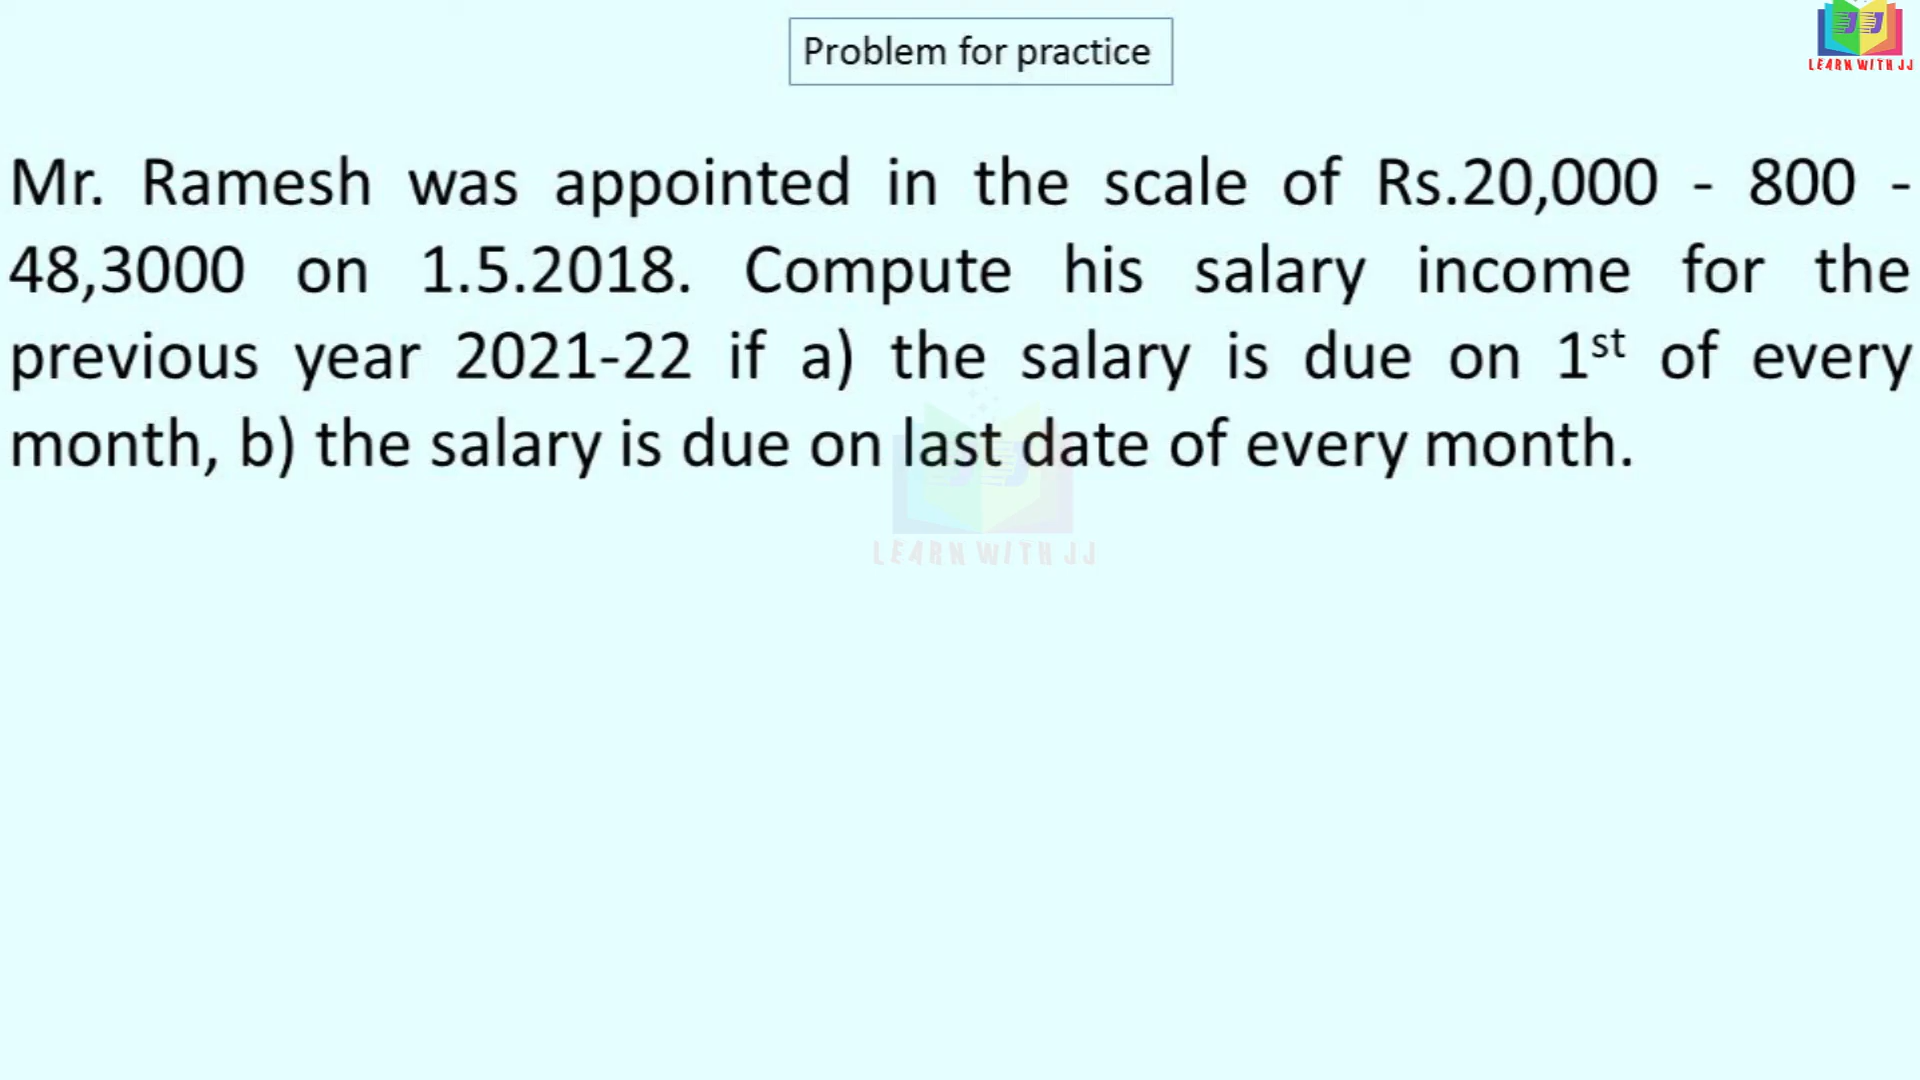 Problem for practice
LEARN WITH JJ
Mr. Ramesh was appointed in the scale of Rs.20,000 - 800 -
48,3000 on 1.5.2018. Compute his salary income for the
previous year 2021-22 if a) the salary is due on 1st of every
month, b) the salary is due on last date of every month.
LEARN WITH JJ